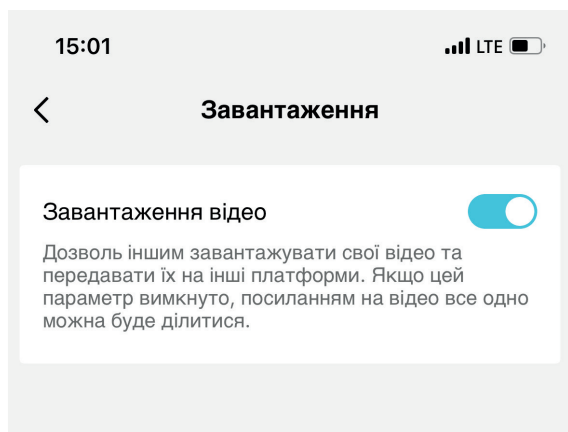 15:01 LTE
Завантаження
Завантаження відео
Дозволь іншим завантажувати свої відео та
передавати їх на інші платформи. Якщо цей
параметр вимкнуто, посиланням на відео все одно
можна буде ділитися.